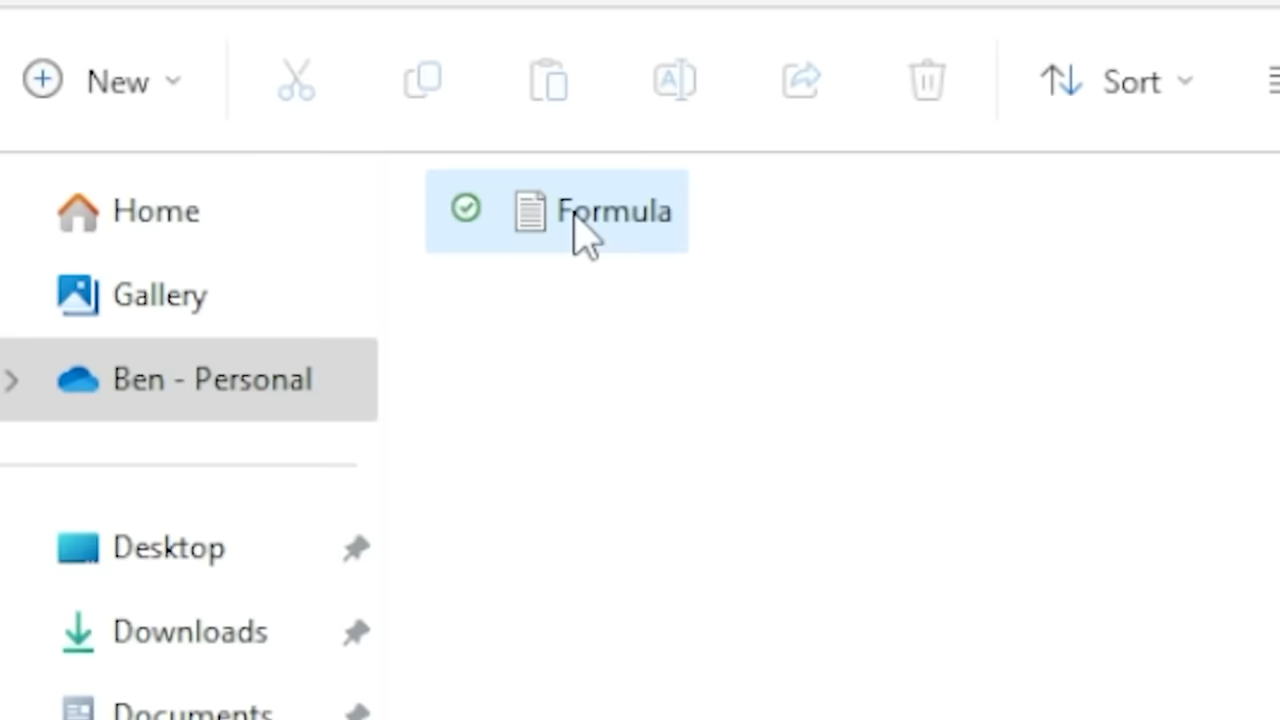 New
Sort
Home
Formula
Gallery
Ben - Personal
Desktop
Downloads
Documents